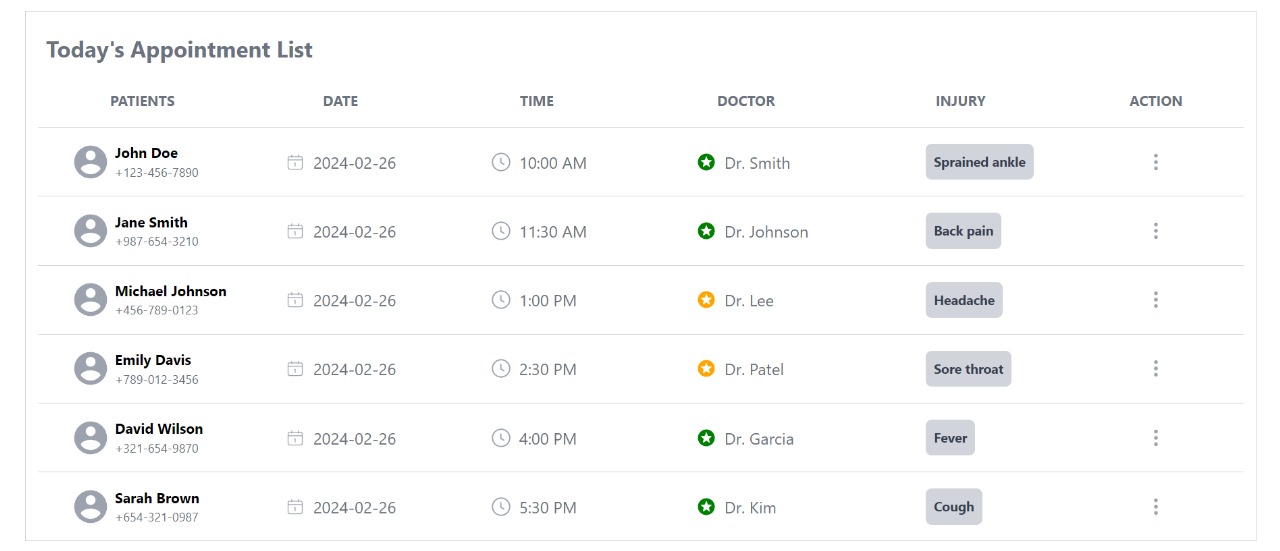 Today's Appointment List
PATIENTS DATE TIME DOCTOR INJURY ACTION
John Doe
+123-456-7890
2024-02-26 10:00 AM Dr. Smith Sprained ankle
Jane Smith
+987-654-3210
2024-02-26 11:30 AM Dr. Johnson Back pain
Michael Johnson
+456-789-0123
2024-02-26 1:00 PM Dr. Lee Headache
Emily Davis
+789-012-3456
2024-02-26 2:30 PM Dr. Patel Sore throat
David Wilson
+321-654-9870
2024-02-26 4:00 PM Dr. Garcia Fever
Sarah Brown
+654-321-0987
2024-02-26 5:30 PM Dr. Kim Cough